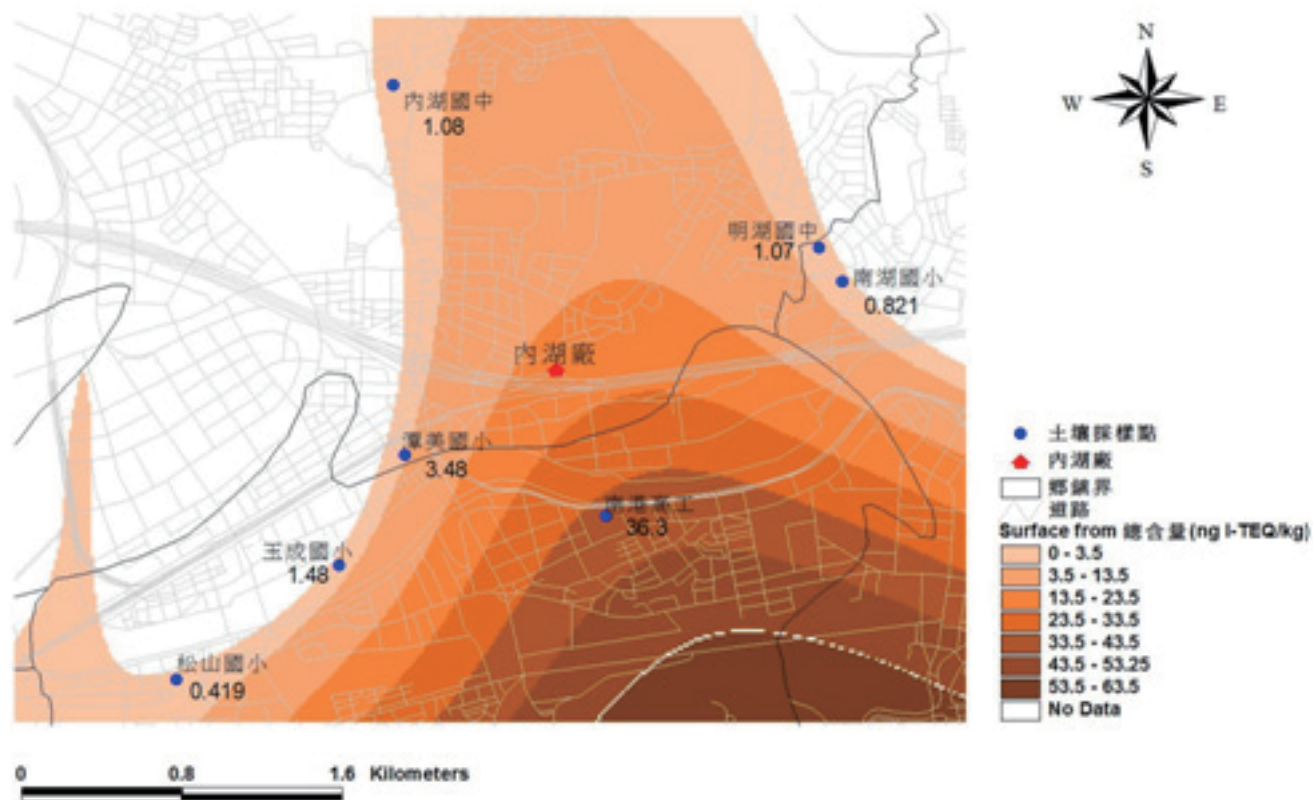 N
W
E
S
內湖國中
1.08
明湖國中
1.07
南湖國小
0.821
內湖廠
潭美國小
3.48
南港高工
36.3
玉成國小
1.48
松山國小
0.419
土壤採樣點
內湖廠
鄉鎮界
道路
Surface from 總含量(ng I-TEQ/kg)
0 - 3.5
3.5 - 13.5
13.5 - 23.5
23.5 - 33.5
33.5 - 43.5
43.5 - 53.25
53.5 - 63.5
No Data
0 0.8 1.6 Kilometers